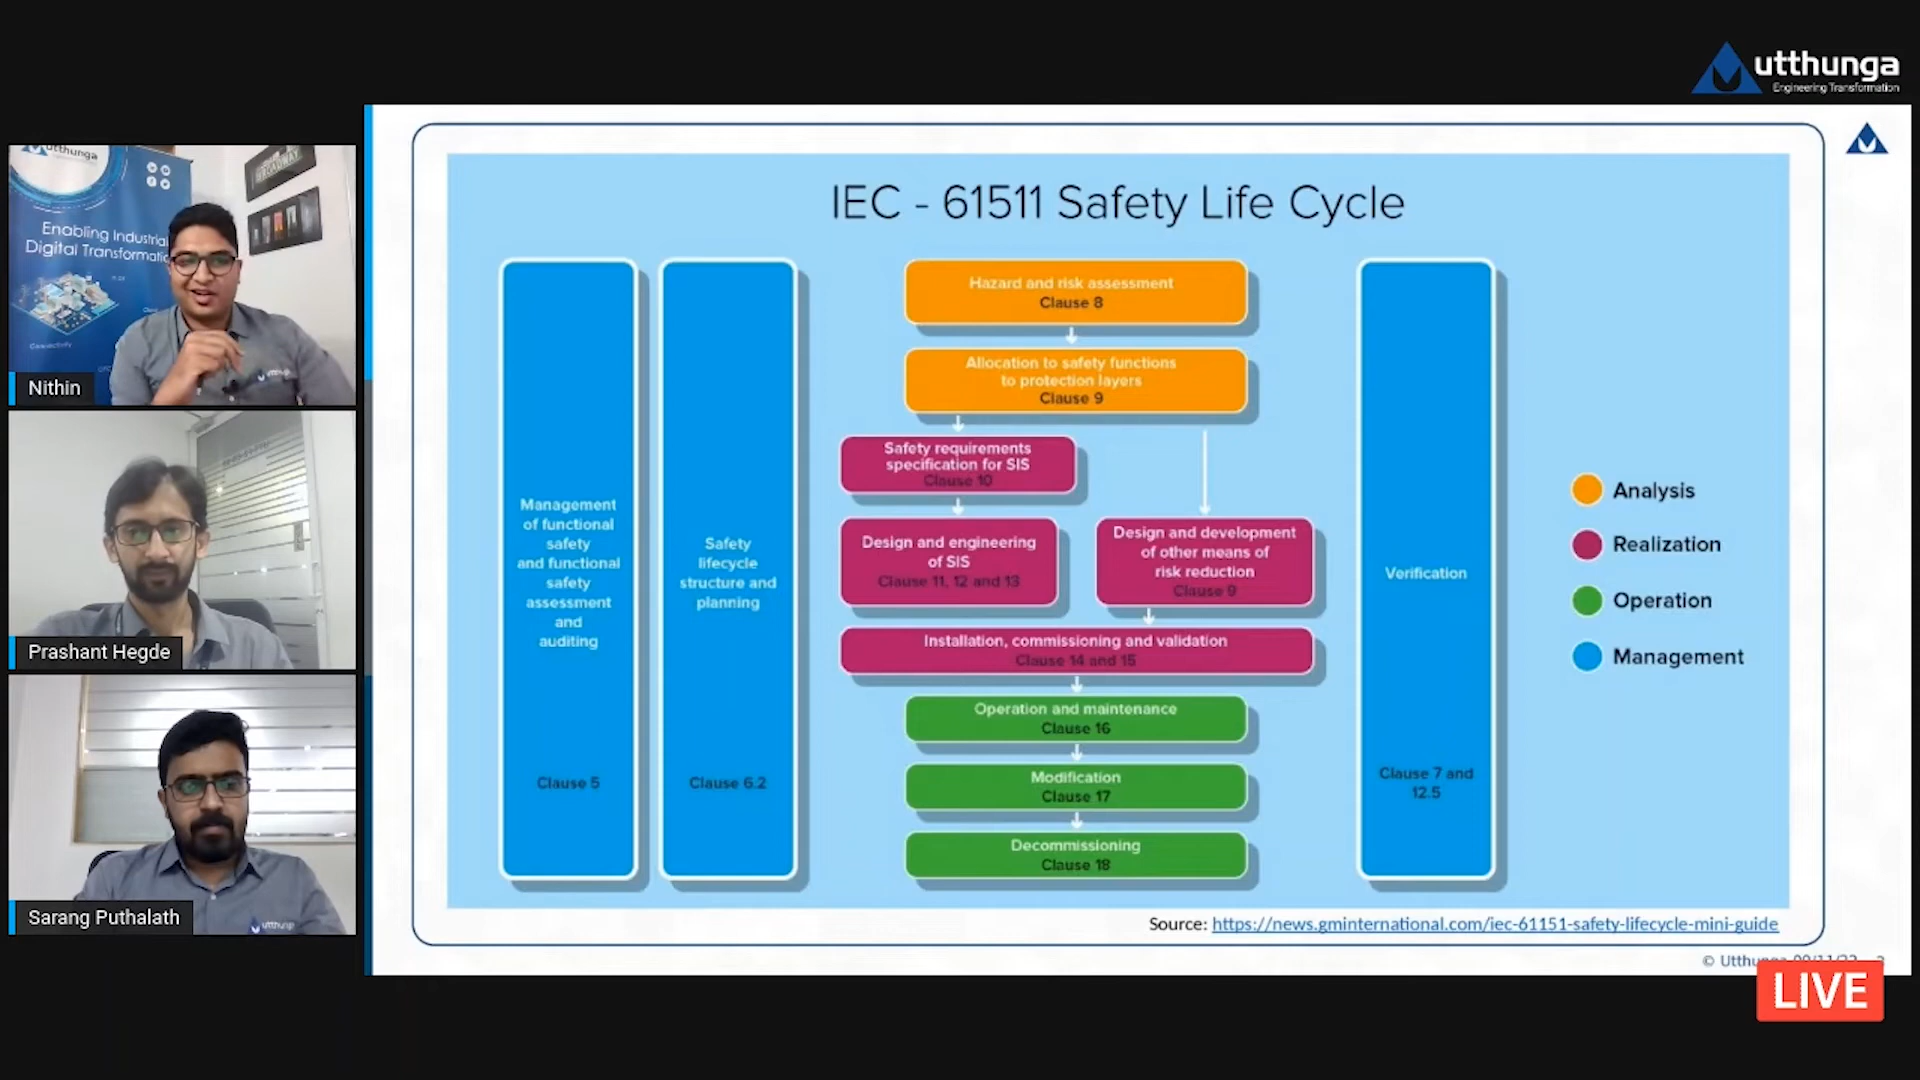 utthunga
Engineering Transformation
utthunga
Enabling Industrial
Digital Transformatio
Connectivity
Nithin
Prashant Hegde
Sarang Puthalath
IEC - 61511 Safety Life Cycle
Management
of functional
safety
and functional
safety
assessment
and
auditing
Clause 5
Safety
lifecycle
structure and
planning
Clause 6.2
Hazard and risk assessment
Clause 8
Allocation to safety functions
to protection layers
Clause 9
Safety requirements
specification for SIS
Clause 10
Design and engineering
of SIS
Clause 11, 12 and 13
Design and development
of other means of
risk reduction
Clause 9
Installation, commissioning and validation
Clause 14 and 15
Operation and maintenance
Clause 16
Modification
Clause 17
Decommissioning
Clause 18
Verification
Clause 7 and
12.5
Analysis
Realization
Operation
Management
Source: https://news.gminternational.com/iec-61151-safety-lifecycle-mini-guide
©
LIVE